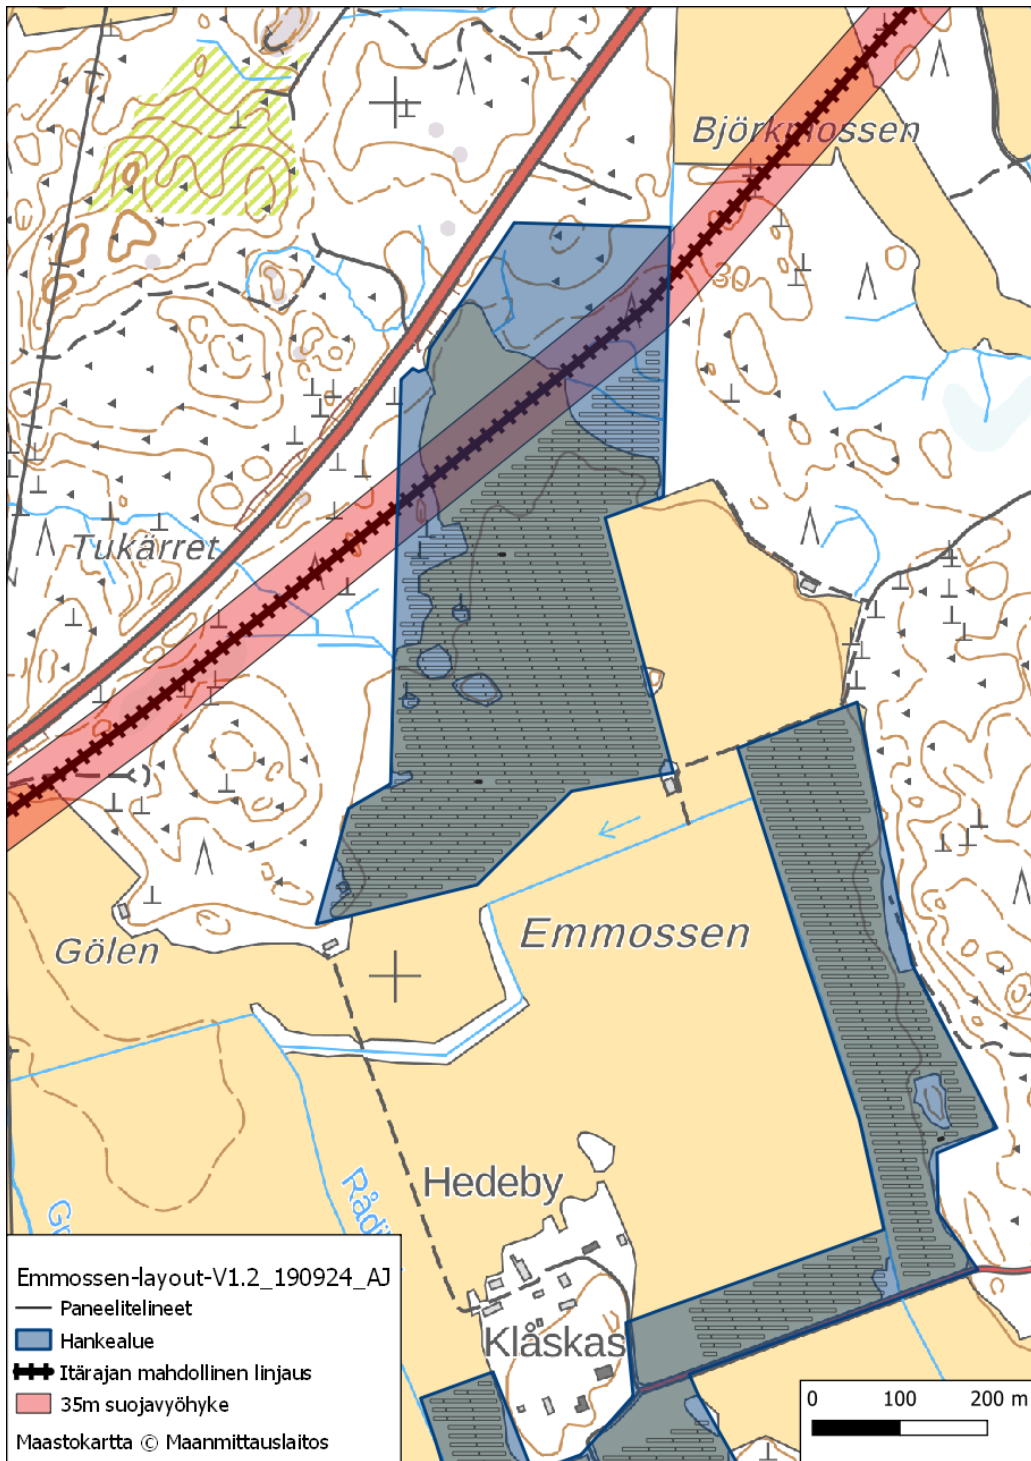 Björkmossen
30
Tukärret
Gölen
Emmossen
Hedeby
Klåskas
Emmossen-layout-V1.2_190924_AJ
Paneelitelineet
Hankealue
Itärajan mahdollinen linjaus
35m suojavyöhyke
Maastokartta © Maanmittauslaitos
0 100 200 m